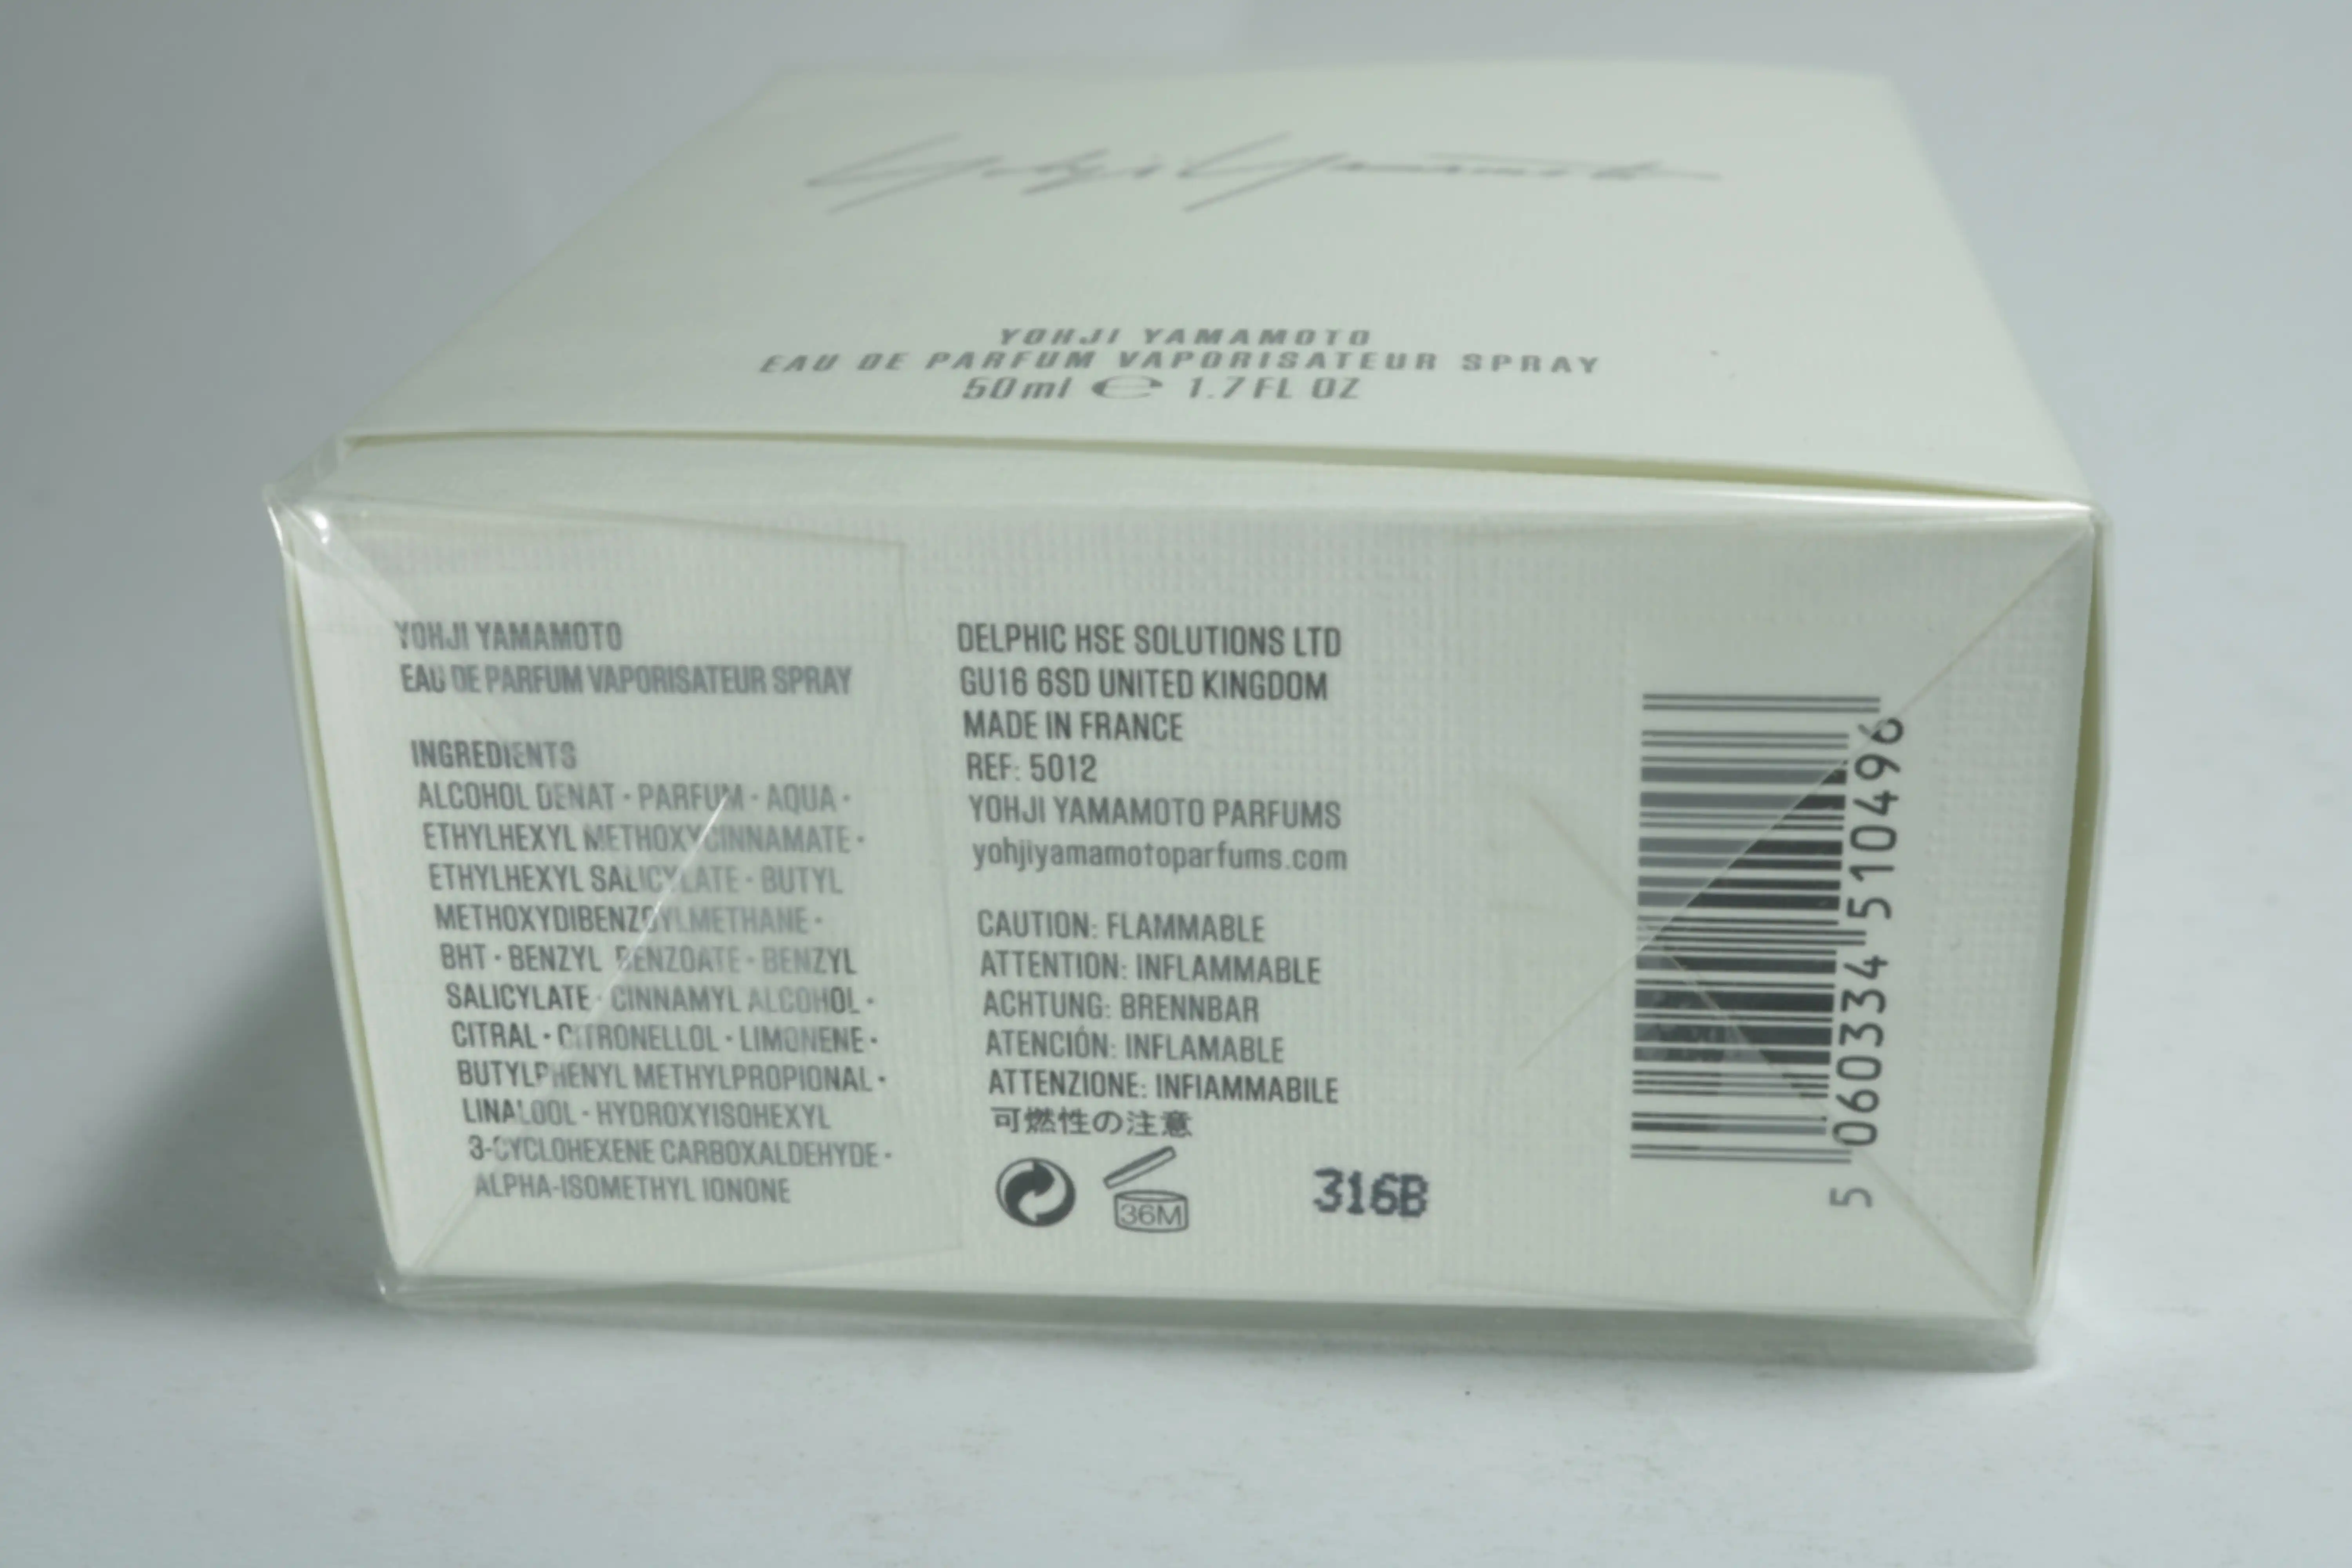 Yohji Yamamoto
YOHJI YAMAMOTO
EAU DE PARFUM VAPORISATEUR SPRAY
50ml ℮ 1.7 FL OZ
YOHJI YAMAMOTO
EAU DE PARFUM VAPORISATEUR SPRAY
INGREDIENTS
ALCOHOL DENAT · PARFUM · AQUA ·
ETHYLHEXYL METHOXYCINNAMATE ·
ETHYLHEXYL SALICYLATE · BUTYL
METHOXYDIBENZOYLMETHANE ·
BHT · BENZYL BENZOATE · BENZYL
SALICYLATE · CINNAMYL ALCOHOL ·
CITRAL · CITRONELLOL · LIMONENE ·
BUTYLPHENYL METHYLPROPIONAL ·
LINALOOL · HYDROXYISOHEXYL
3-CYCLOHEXENE CARBOXALDEHYDE ·
ALPHA-ISOMETHYL IONONE
DELPHIC HSE SOLUTIONS LTD
GU16 6SD UNITED KINGDOM
MADE IN FRANCE
REF: 5012
YOHJI YAMAMOTO PARFUMS
yohjiyamamotoparfums.com
CAUTION: FLAMMABLE
ATTENTION: INFLAMMABLE
ACHTUNG: BRENNBAR
ATENCIÓN: INFLAMABLE
ATTENZIONE: INFIAMMABILE
可燃性の注意
36M
316B
5 060334 510496